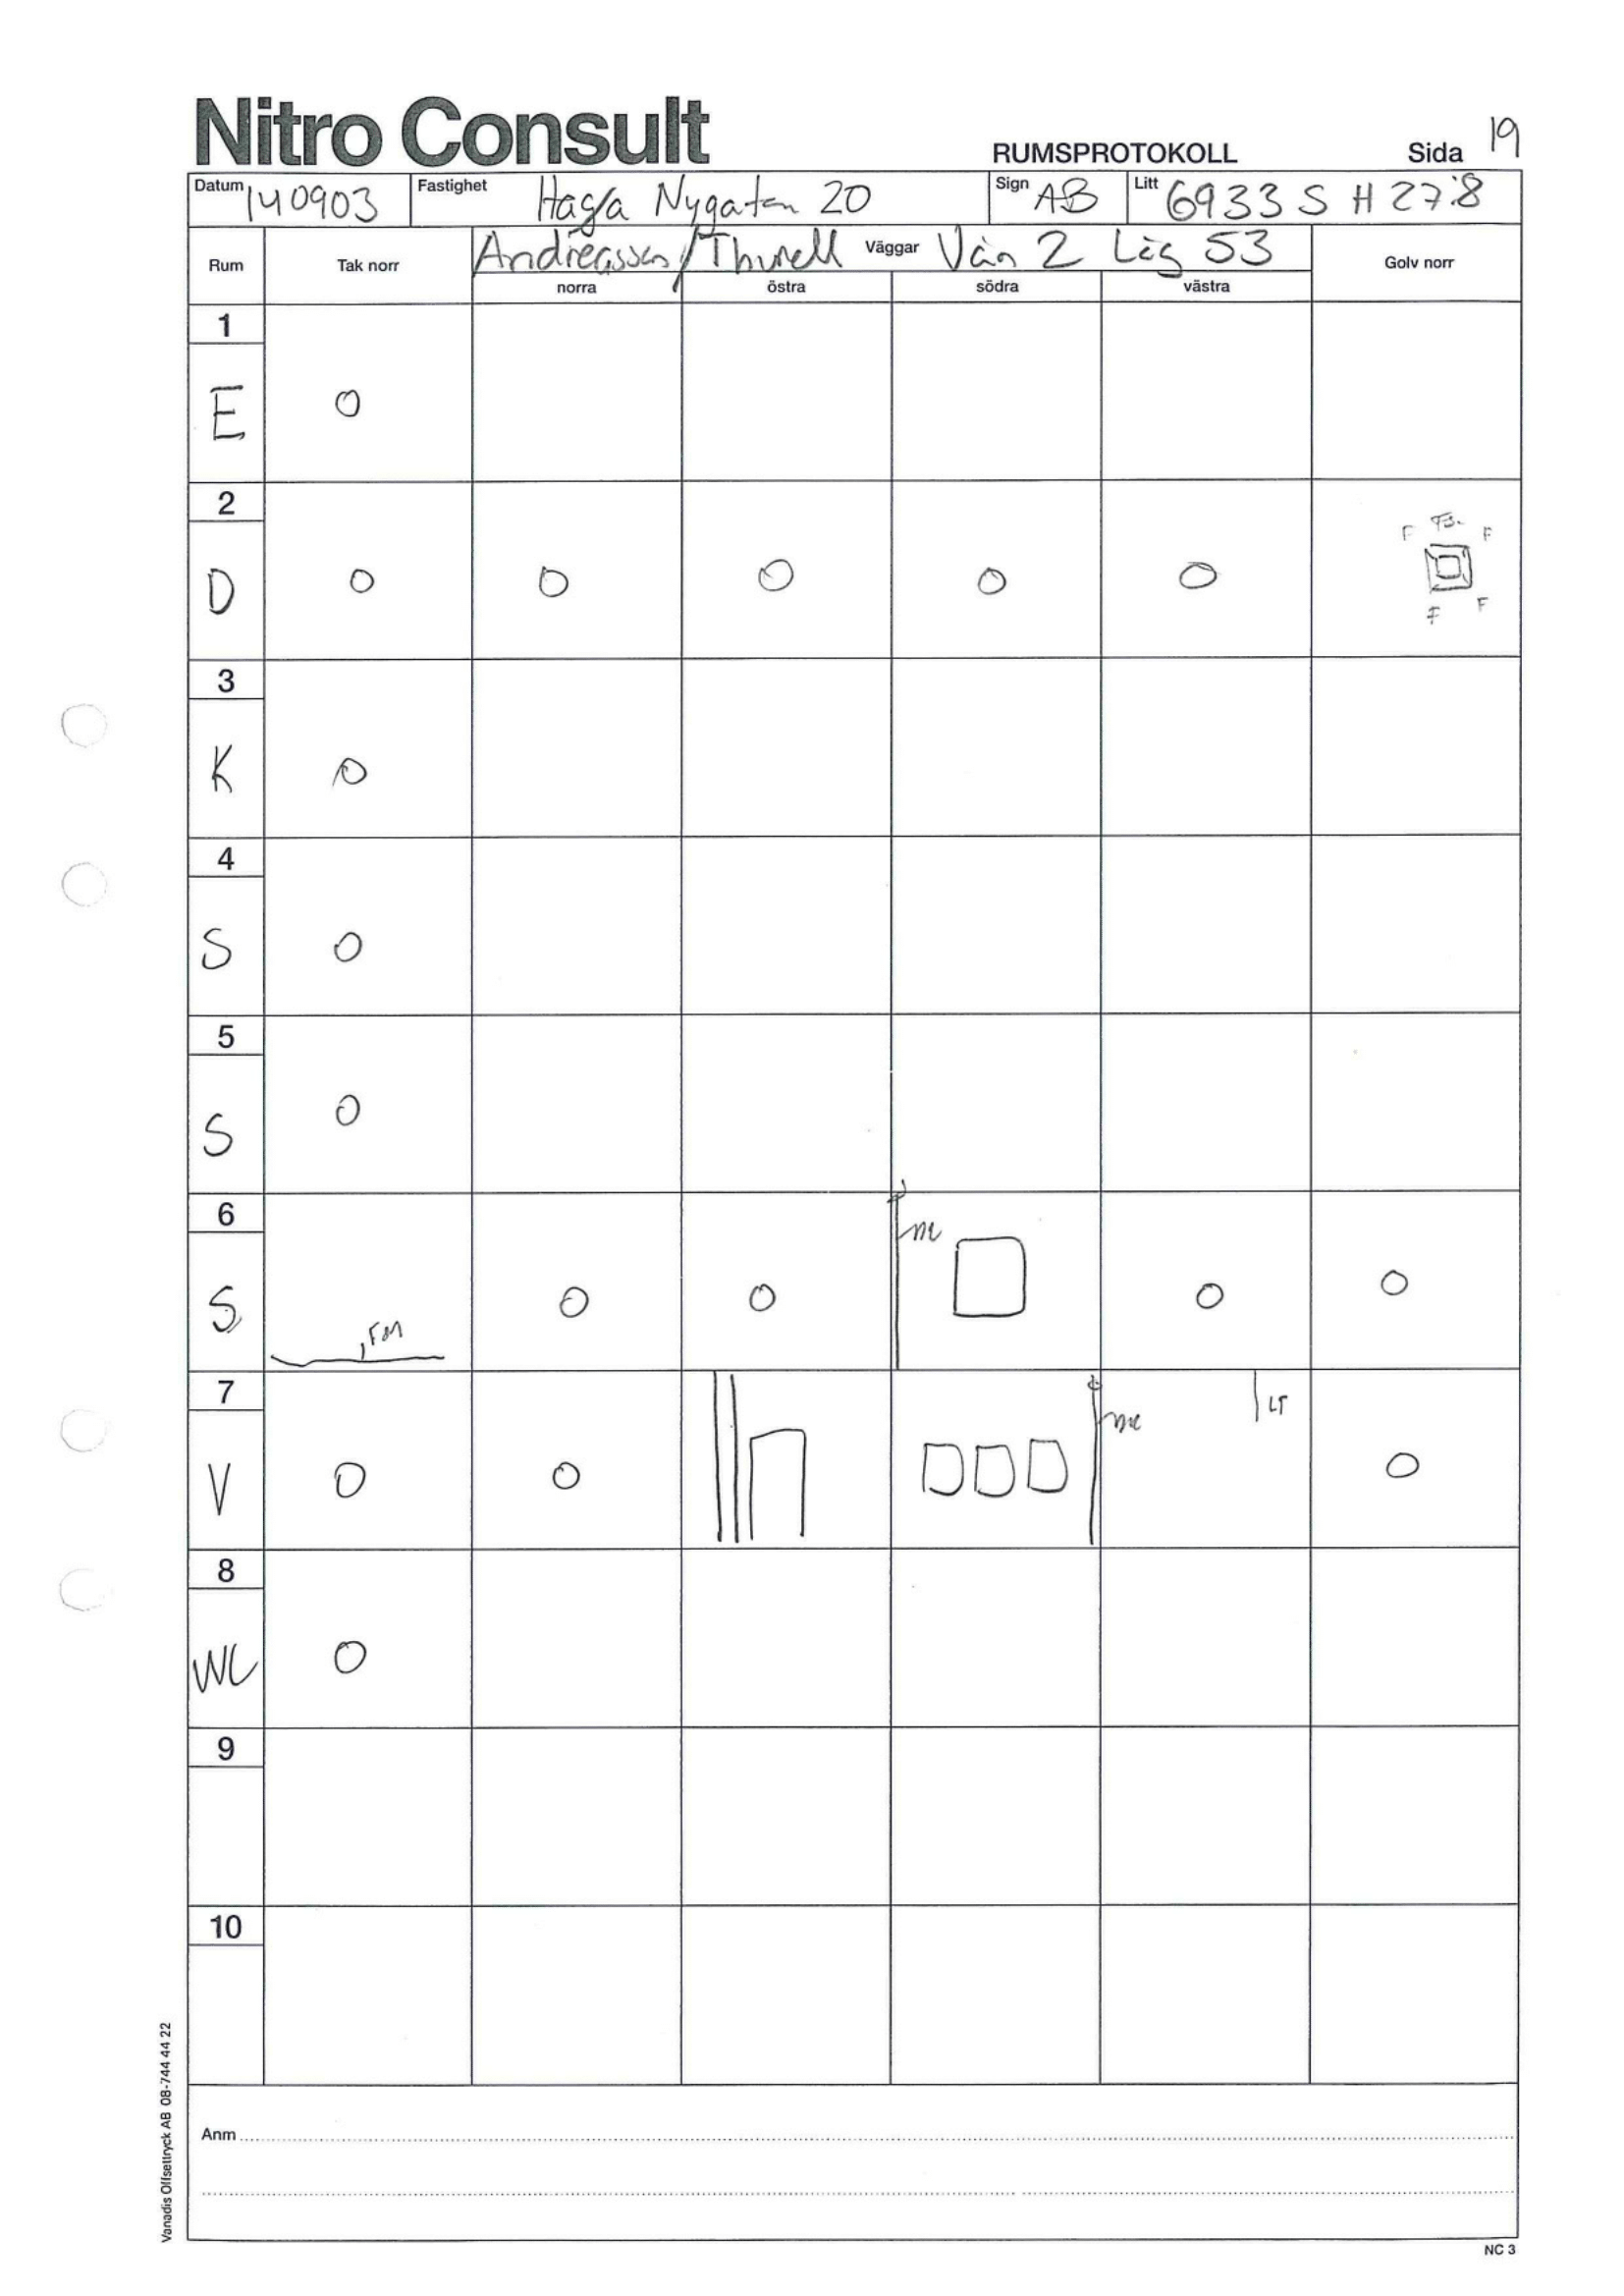 Nitro Consult
RUMSPROTOKOLL Sida 19
Datum 140903 Fastighet Haga Nygatan 20 Sign AB Litt 6933 S H 27:8
Rum Tak norr Andreasson/Thurell Väggar Vån 2 Läg 53 Golv norr
norra östra södra västra
1
E O
2
F TS. F
D O O O O O
F F
3
K O
4
S O
5
S O
6
S FM O O M O O
7
V O O M LT O
8
WC O
9
10
Anm
Vanadis Offsettryck AB 08-744 44 22
NC 3